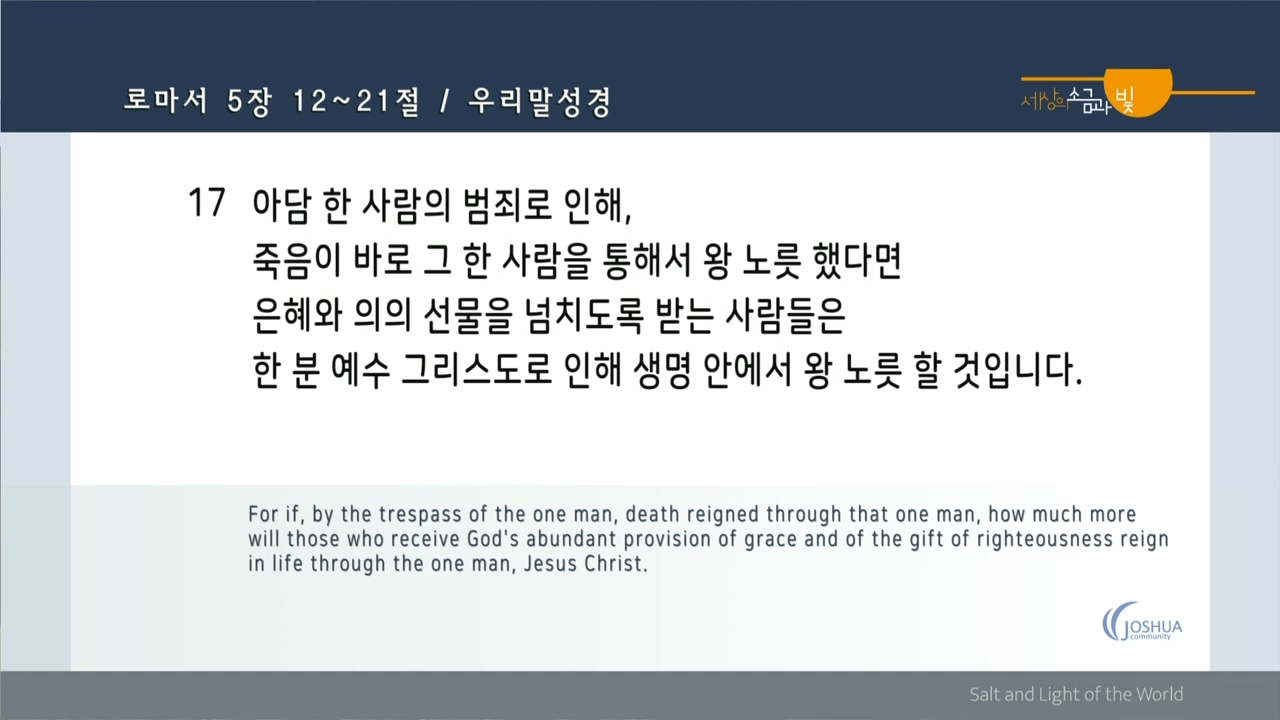 로마서 5장 12~21절 / 우리말성경
세상의소금과 빛
17 아담 한 사람의 범죄로 인해,
죽음이 바로 그 한 사람을 통해서 왕 노릇 했다면
은혜와 의의 선물을 넘치도록 받는 사람들은
한 분 예수 그리스도로 인해 생명 안에서 왕 노릇 할 것입니다.
For if, by the trespass of the one man, death reigned through that one man, how much more
will those who receive God's abundant provision of grace and of the gift of righteousness reign
in life through the one man, Jesus Christ.
JOSHUA
community
Salt and Light of the World